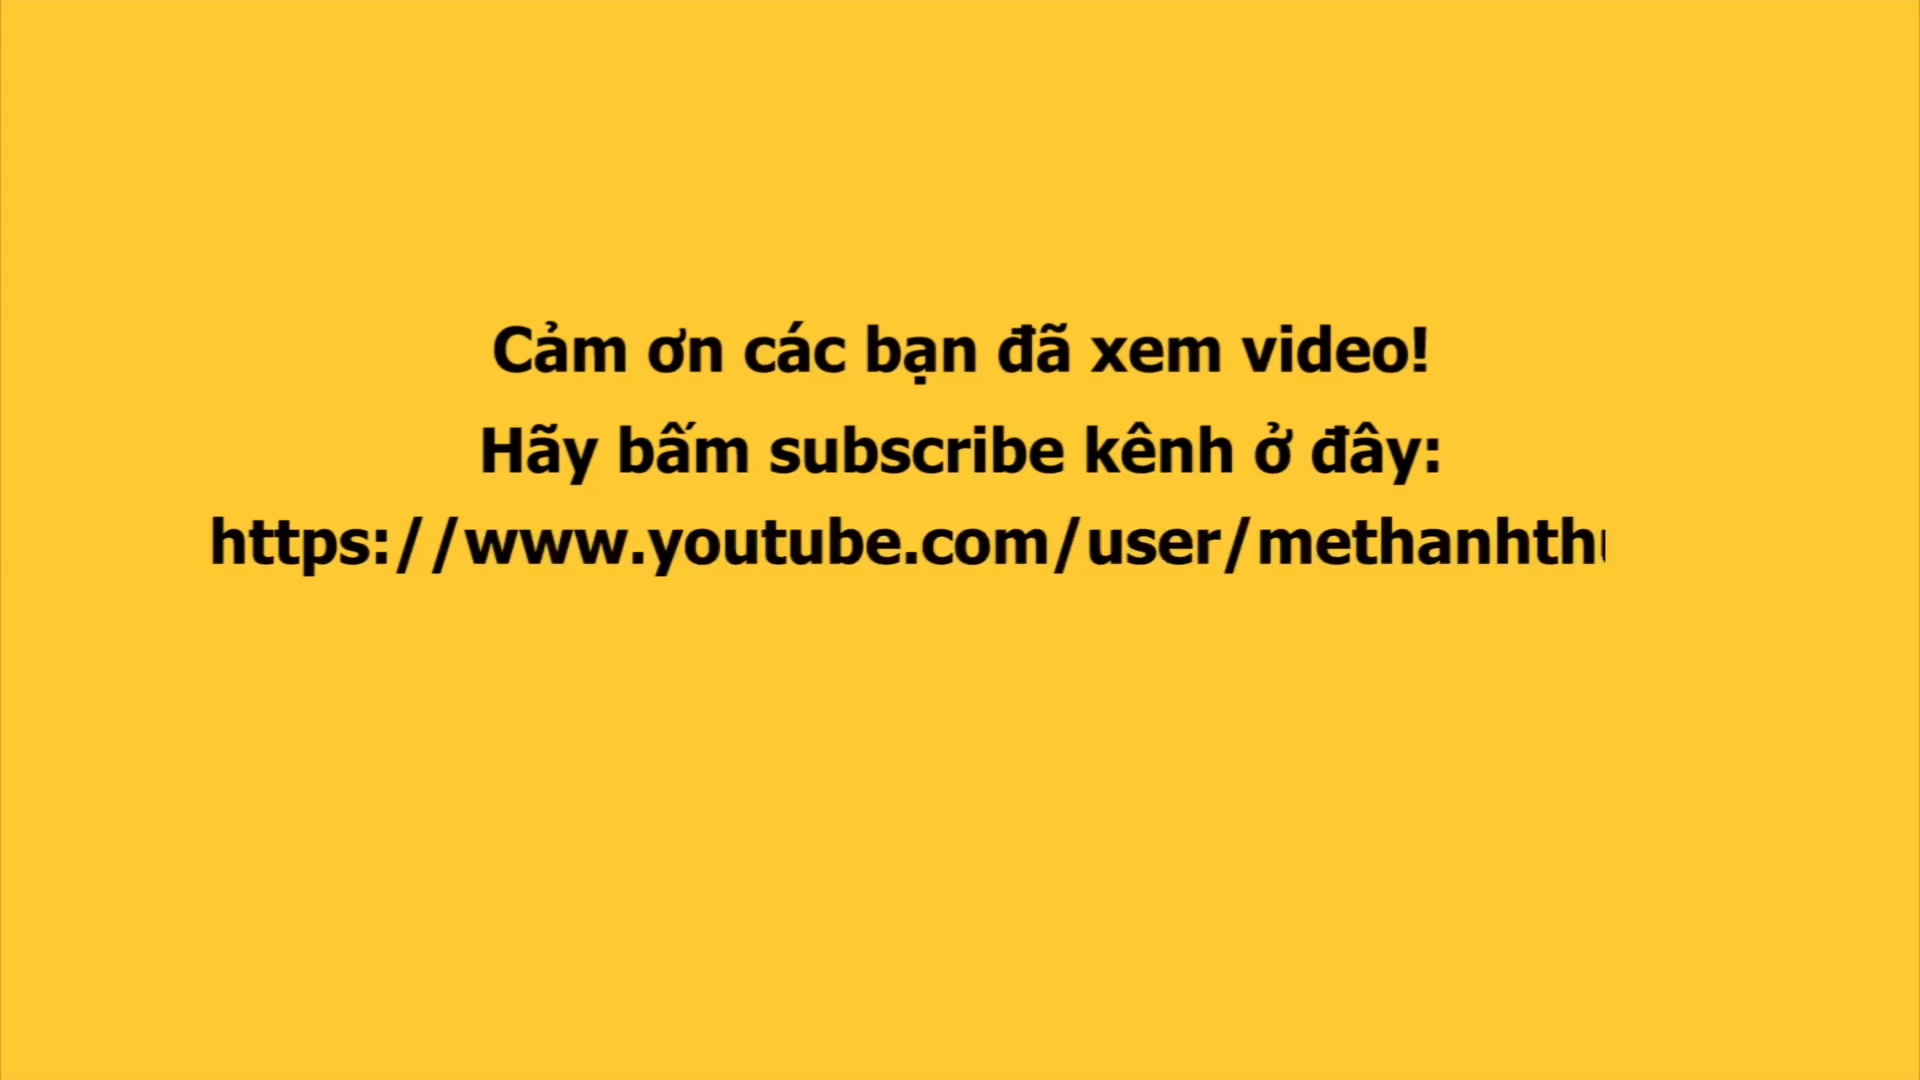 Cảm ơn các bạn đã xem video!
Hãy bấm subscribe kênh ở đây:
https://www.youtube.com/user/methanhth